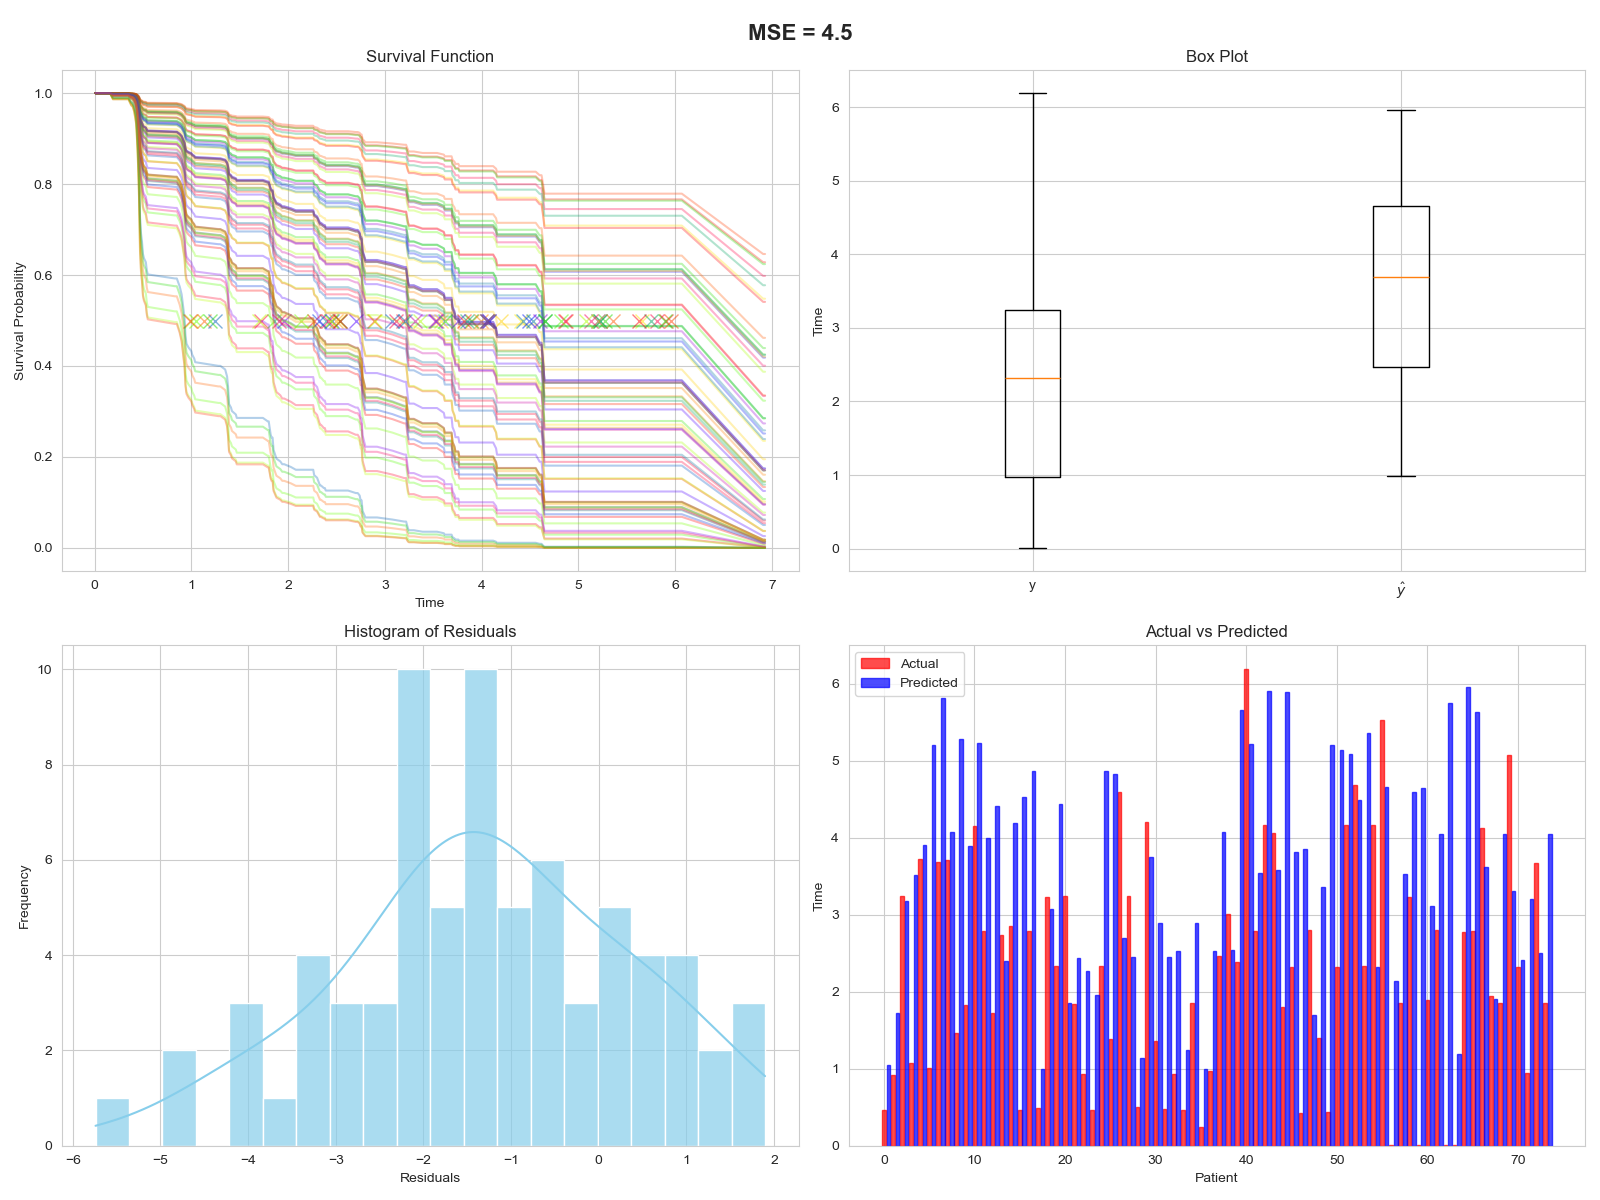 MSE = 4.5
Survival Function
Survival Probability
1.0
0.8
0.6
0.4
0.2
0.0
0 1 2 3 4 5 6 7
Time
Box Plot
Time
6
5
4
3
2
1
0
y ŷ
Histogram of Residuals
Frequency
10
8
6
4
2
0
−6 −5 −4 −3 −2 −1 0 1 2
Residuals
Actual vs Predicted
Actual
Predicted
Time
6
5
4
3
2
1
0
0 10 20 30 40 50 60 70
Patient